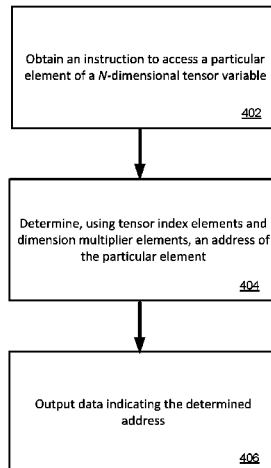 Obtain an instruction to access a particular
element of a N-dimensional tensor variable
402
Determine, using tensor index elements and
dimension multiplier elements, an address of
the particular element
404
Output data indicating the determined
address
406